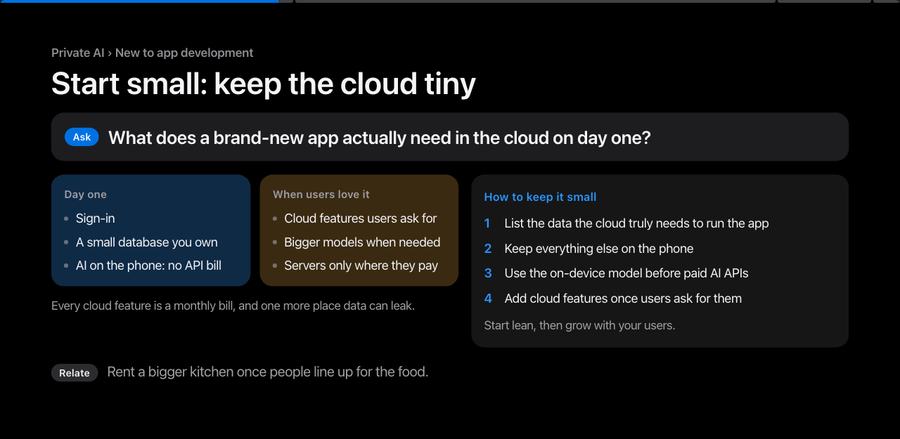 Private AI › New to app development
Start small: keep the cloud tiny
Ask
What does a brand-new app actually need in the cloud on day one?
Day one
Sign-in
A small database you own
AI on the phone: no API bill
When users love it
Cloud features users ask for
Bigger models when needed
Servers only where they pay
Every cloud feature is a monthly bill, and one more place data can leak.
How to keep it small
1 List the data the cloud truly needs to run the app
2 Keep everything else on the phone
3 Use the on-device model before paid AI APIs
4 Add cloud features once users ask for them
Start lean, then grow with your users.
Relate
Rent a bigger kitchen once people line up for the food.